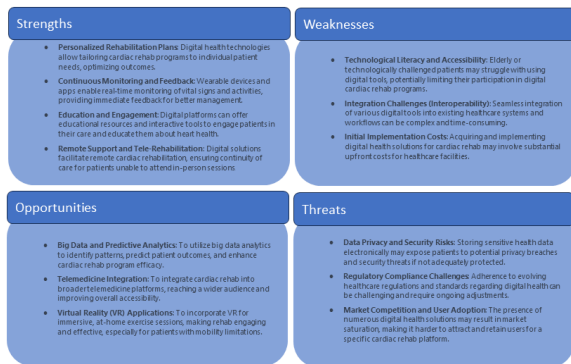 Strengths
• Personalized Rehabilitation Plans: Digital health technologies
allow tailoring cardiac rehab programs to individual patient
needs, optimizing outcomes.
• Continuous Monitoring and Feedback: Wearable devices and
apps enable real-time monitoring of vital signs and activities,
providing immediate feedback for better management.
• Education and Engagement: Digital platforms can offer
educational resources and interactive tools to engage patients in
their care and educate them about heart health.
• Remote Support and Tele-Rehabilitation: Digital solutions
facilitate remote cardiac rehabilitation, ensuring continuity of
care for patients unable to attend in-person sessions
Weaknesses
• Technological Literacy and Accessibility: Elderly or
technologically challenged patients may struggle with using
digital tools, potentially limiting their participation in digital
cardiac rehab programs.
• Integration Challenges (Interoperability): Seamless integration
of various digital tools into existing healthcare systems and
workflows can be complex and time-consuming.
• Initial Implementation Costs: Acquiring and implementing
digital health solutions for cardiac rehab may involve substantial
upfront costs for healthcare facilities.
Opportunities
• Big Data and Predictive Analytics: To utilize big data analytics
to identify patterns, predict patient outcomes, and enhance
cardiac rehab program efficacy.
• Telemedicine Integration: To integrate cardiac rehab into
broader telemedicine platforms, reaching a wider audience and
improving overall accessibility.
• Virtual Reality (VR) Applications: To incorporate VR for
immersive, at-home exercise sessions, making rehab engaging
and effective, especially for patients with mobility limitations.
Threats
• Data Privacy and Security Risks: Storing sensitive health data
electronically may expose patients to potential privacy breaches
and security threats if not adequately protected.
• Regulatory Compliance Challenges: Adherence to evolving
healthcare regulations and standards regarding digital health can
be challenging and require ongoing adjustments.
• Market Competition and User Adoption: The presence of
numerous digital health solutions may result in market
saturation, making it harder to attract and retain users for a
specific cardiac rehab platform.